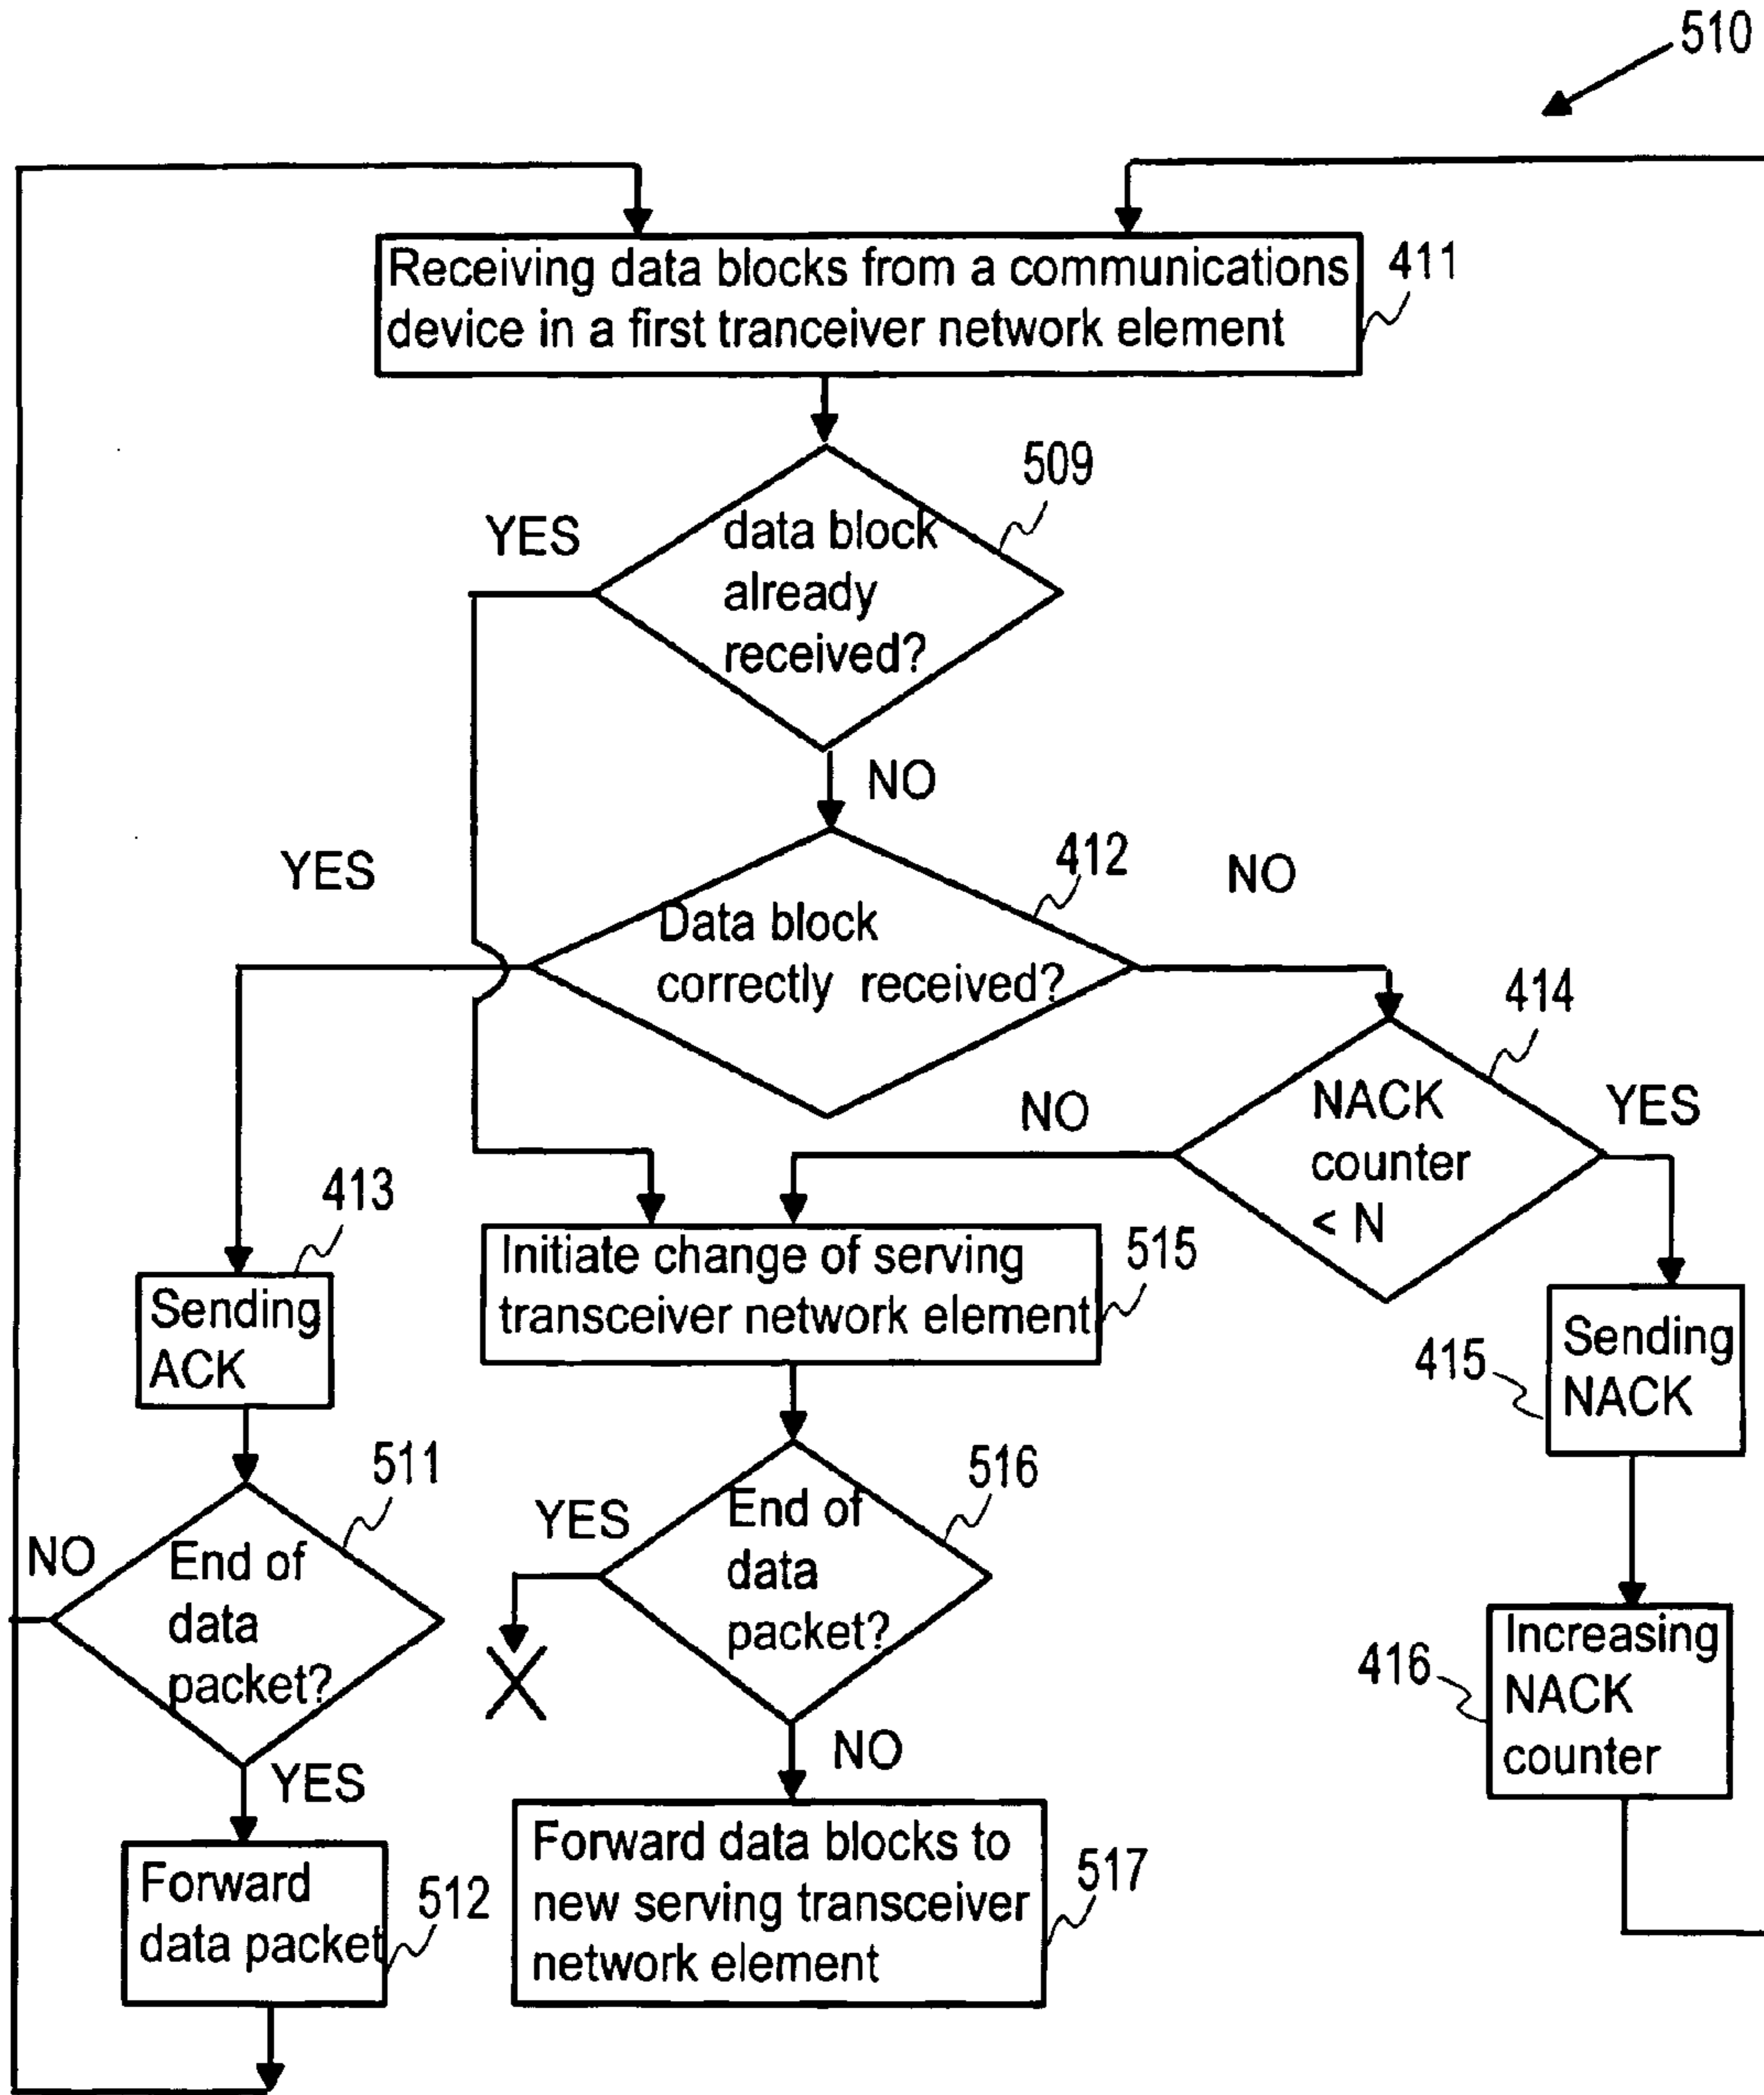 510
Receiving data blocks from a communications
device in a first tranceiver network element
411
509
YES
data block
already
received?
NO
YES
412
NO
Data block
correctly received?
414
NO
NACK
counter
< N
YES
413
Sending
ACK
Initiate change of serving
transceiver network element
515
415
Sending
NACK
511
NO
End of
data
packet?
YES
516
YES
End of
data
packet?
NO
416
Increasing
NACK
counter
Forward
data packet
512
Forward data blocks to
new serving transceiver
network element
517